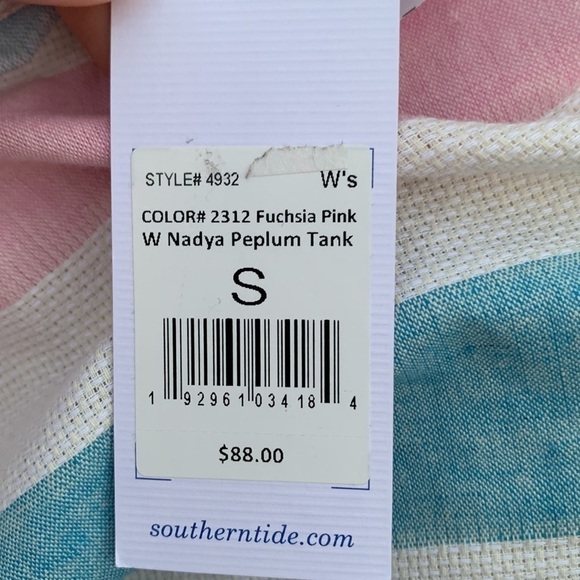 STYLE# 4932 W's
COLOR# 2312 Fuchsia Pink
W Nadya Peplum Tank
S
1 92961 03418 4
$88.00
southerntide.com